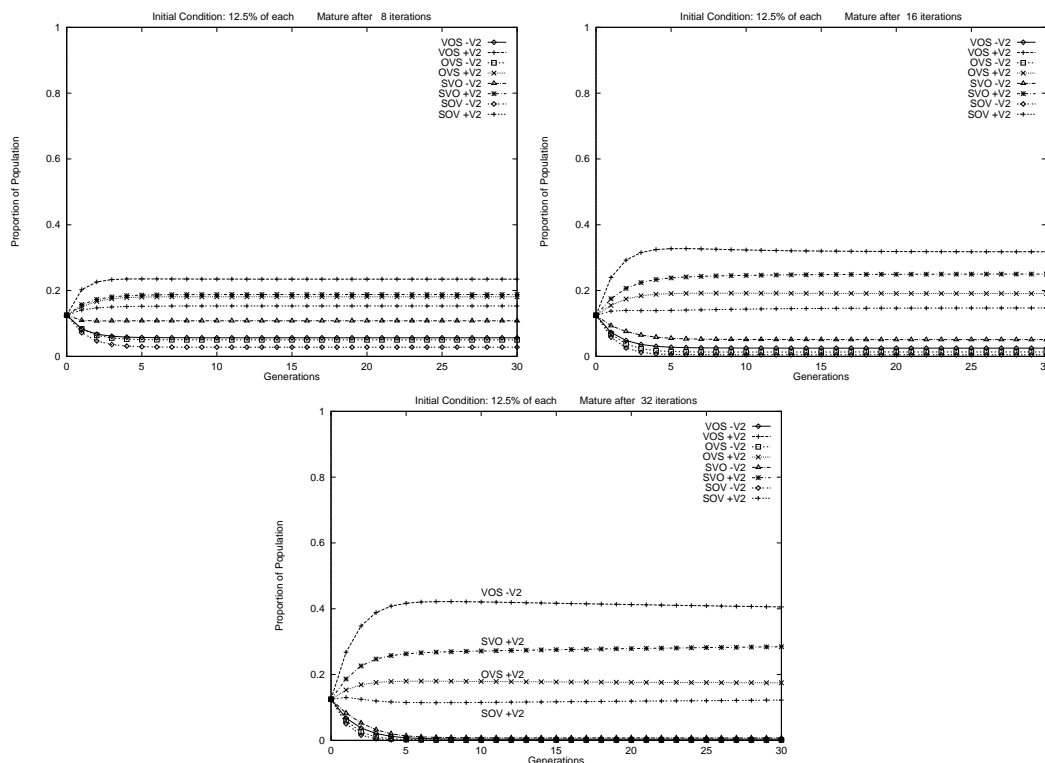 Initial Condition: 12.5% of each Mature after 8 iterations
VOS -V2
VOS +V2
OVS -V2
OVS +V2
SVO -V2
SVO +V2
SOV -V2
SOV +V2
Proportion of Population
1
0.8
0.6
0.4
0.2
0
0 5 10 15 20 25 30
Generations
Initial Condition: 12.5% of each Mature after 16 iterations
VOS -V2
VOS +V2
OVS -V2
OVS +V2
SVO -V2
SVO +V2
SOV -V2
SOV +V2
Proportion of Population
1
0.8
0.6
0.4
0.2
0
0 5 10 15 20 25 30
Generations
Initial Condition: 12.5% of each Mature after 32 iterations
VOS -V2
VOS +V2
OVS -V2
OVS +V2
SVO -V2
SVO +V2
SOV -V2
SOV +V2
Proportion of Population
1
0.8
0.6
0.4
0.2
0
VOS -V2
SVO +V2
OVS +V2
SOV +V2
0 5 10 15 20 25 30
Generations